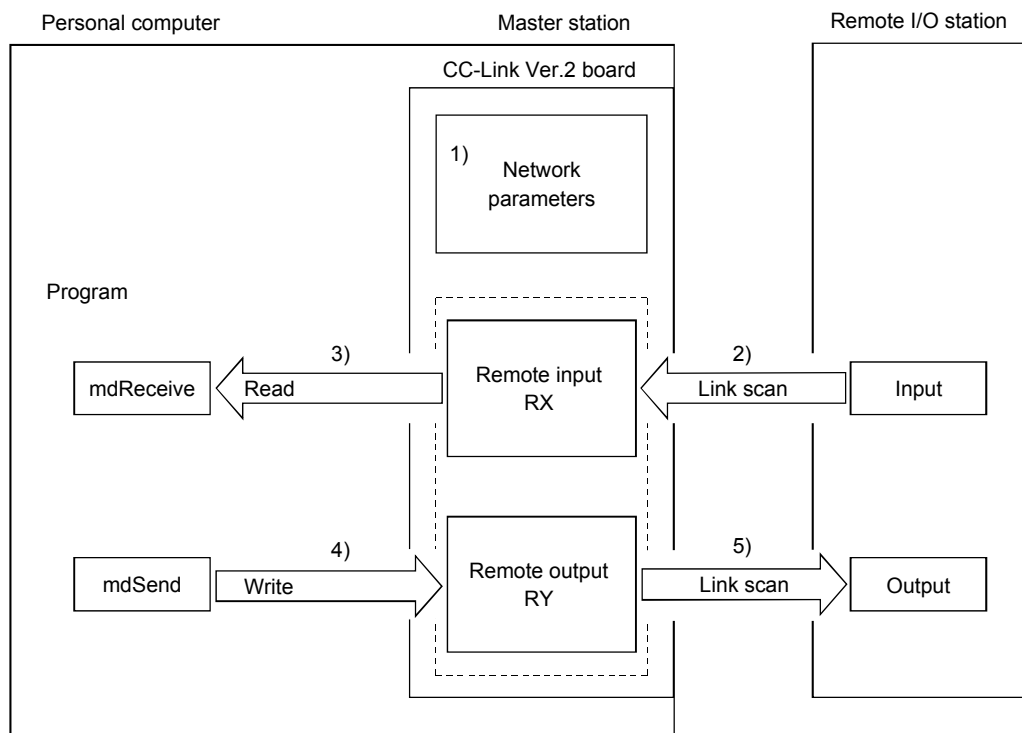 Personal computer
Master station
Remote I/O station
CC-Link Ver.2 board
1)
Network
parameters
Program
3)
2)
mdReceive
Read
Remote input
RX
Link scan
Input
4)
5)
mdSend
Write
Remote output
RY
Link scan
Output